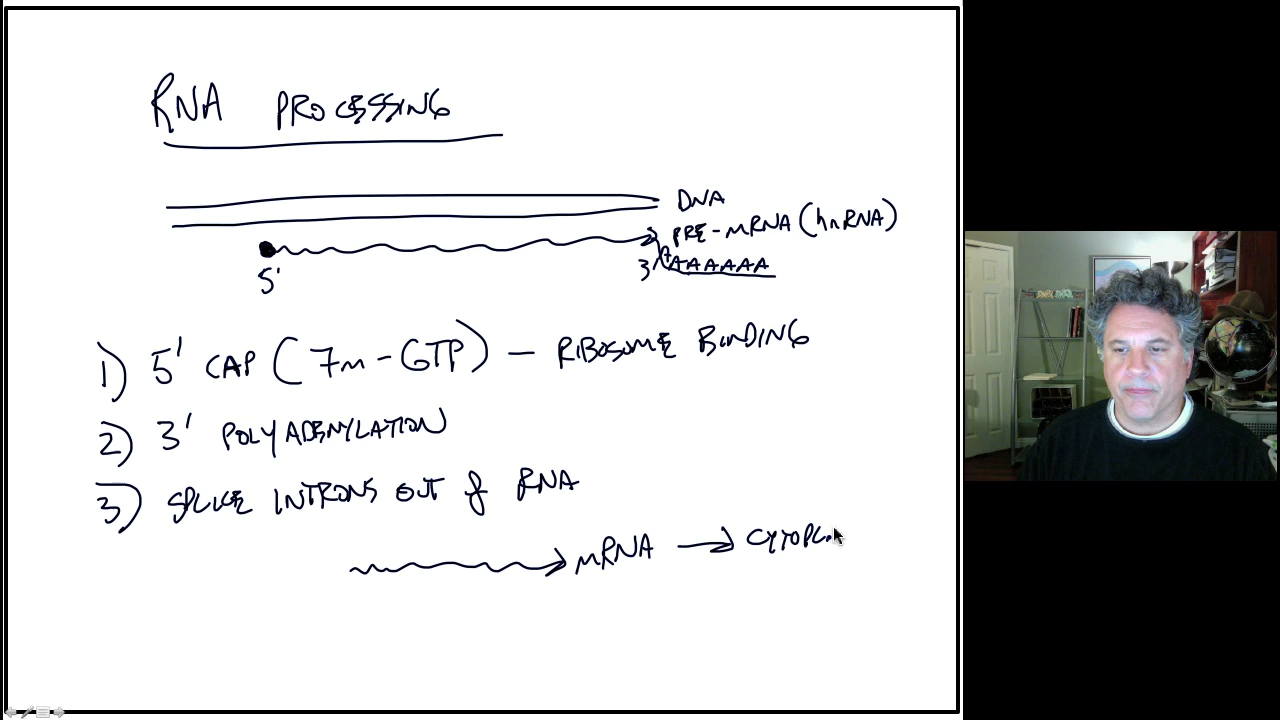 RNA PROCESSING
DNA
PRE-mRNA (hnRNA)
5'
3' AAAAAAA
1) 5' CAP (7m-GTP) - RIBOSOME BINDING
2) 3' POLYADENYLATION
3) SPLICE INTRONS OUT of RNA
mRNA → CYTOPL